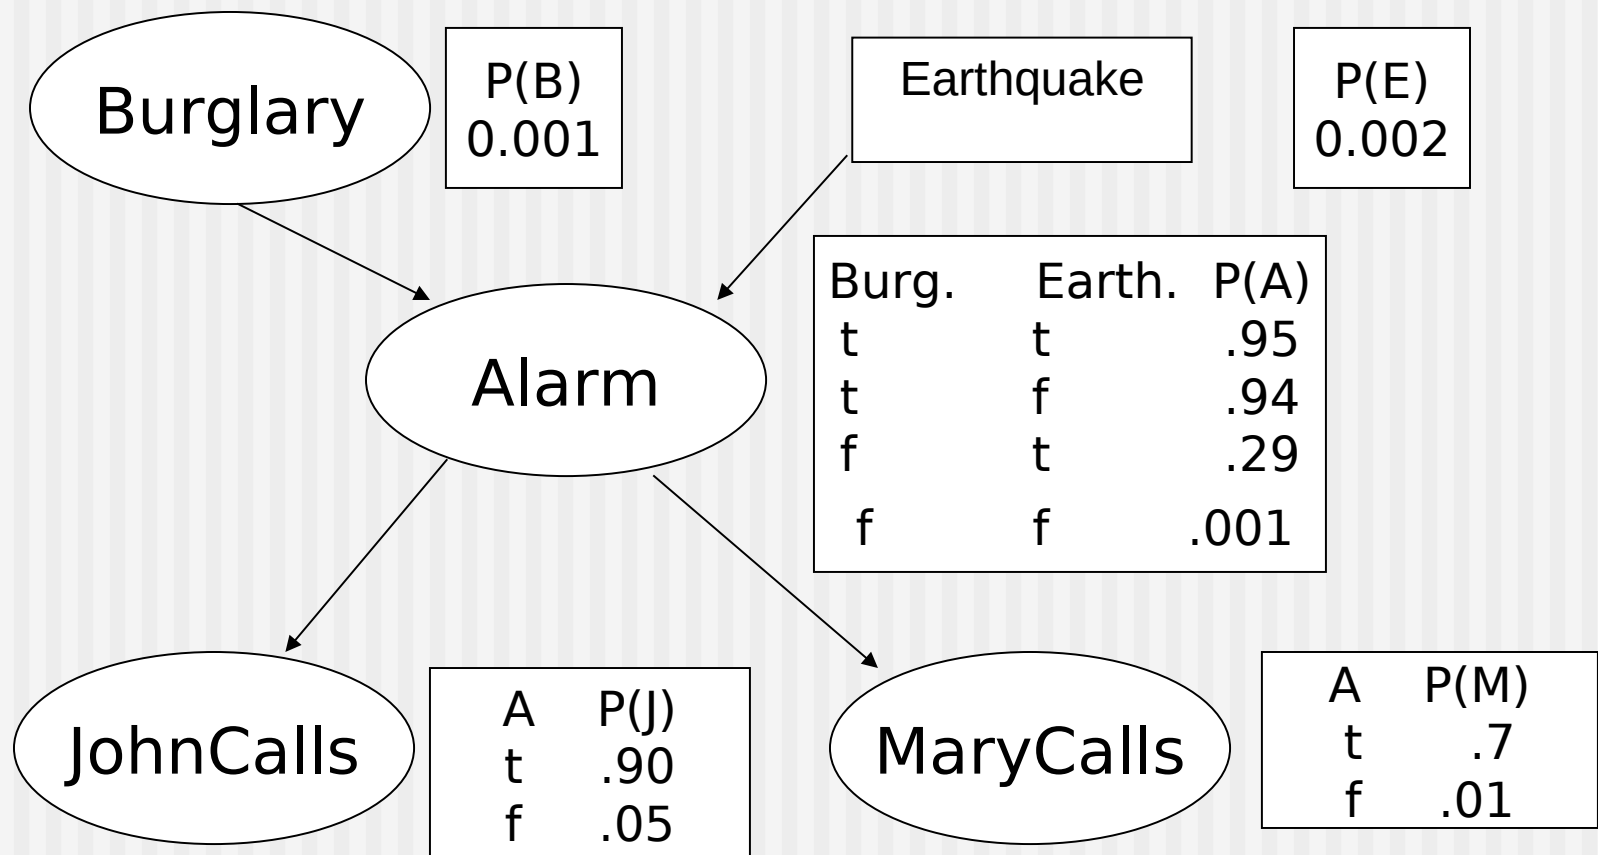 Burglary
P(B)
0.001
Earthquake
P(E)
0.002
Burg. Earth. P(A)
t t .95
t f .94
f t .29
f f .001
Alarm
JohnCalls
A P(J)
t .90
f .05
MaryCalls
A P(M)
t .7
f .01